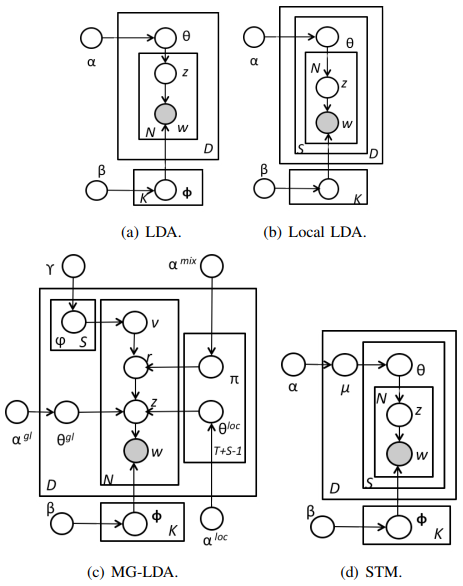 α θ
z
w
N
D
β
K ϕ
(a) LDA.
α θ
N
z
w
S D
β
K
(b) Local LDA.
γ α^mix
φ S v
r
π
α^gl θ^gl z θ^loc
w T+S-1
D N
β ϕ K α^loc
(c) MG-LDA.
α μ θ
N z
w
D S
β ϕ K
(d) STM.